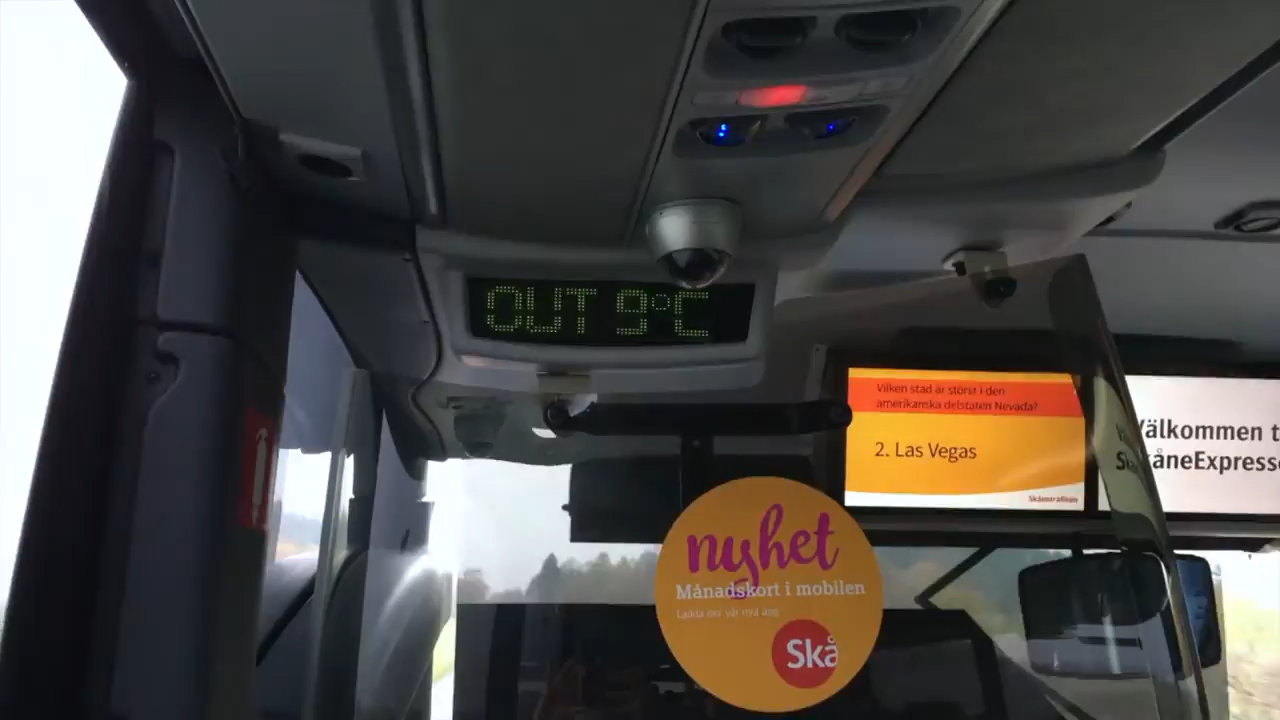 OUT 9°C
Vilken stad är störst i den
amerikanska delstaten Nevada?
2. Las Vegas
Skånetrafiken
Välkommen t
SkåneExpress
nyhet
Månadskort i mobilen
Ladda ner vår nya app
Skå